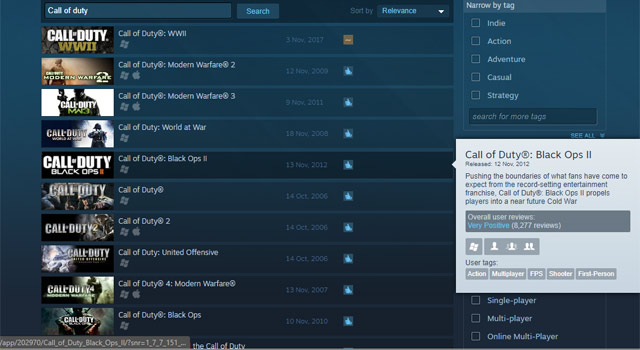 Call of duty
Search
Sort by Relevance
CALL OF DUTY WWII
Call of Duty®: WWII
3 Nov, 2017
CALL OF DUTY MODERN WARFARE 2
Call of Duty®: Modern Warfare® 2
12 Nov, 2009
CALL OF DUTY MW3
Call of Duty®: Modern Warfare® 3
9 Nov, 2011
CALL OF DUTY WORLD AT WAR
Call of Duty: World at War
18 Nov, 2008
CALL OF DUTY BLACK OPS II
Call of Duty®: Black Ops II
13 Nov, 2012
CALL OF DUTY
Call of Duty®
14 Oct, 2006
CALL OF DUTY 2
Call of Duty® 2
14 Oct, 2006
CALL OF DUTY UNITED OFFENSIVE
Call of Duty: United Offensive
14 Oct, 2006
CALL OF DUTY 4 MODERN WARFARE
Call of Duty® 4: Modern Warfare®
13 Nov, 2007
CALL OF DUTY BLACK OPS
Call of Duty®: Black Ops
10 Nov, 2010
the Call of Duty
/app/202970/Call_of_Duty_Black_Ops_II/?snr=1_7_7_151_...
Narrow by tag
Indie
Action
Adventure
Casual
Strategy
search for more tags
SEE ALL
Call of Duty®: Black Ops II
Released: 12 Nov, 2012
Pushing the boundaries of what fans have come to
expect from the record-setting entertainment
franchise, Call of Duty®: Black Ops II propels
players into a near future Cold War
Overall user reviews:
Very Positive (8,277 reviews)
User tags:
Action Multiplayer FPS Shooter First-Person
Single-player
Multi-Player
Online Multi-Player